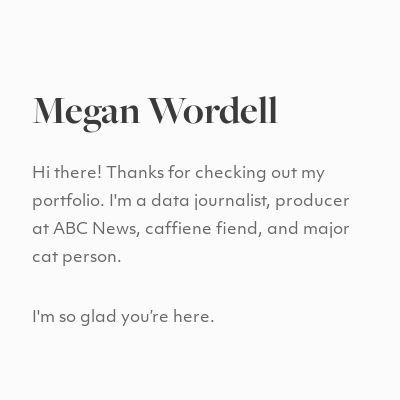 Megan Wordell
Hi there! Thanks for checking out my
portfolio. I'm a data journalist, producer
at ABC News, caffiene fiend, and major
cat person.
I'm so glad you’re here.